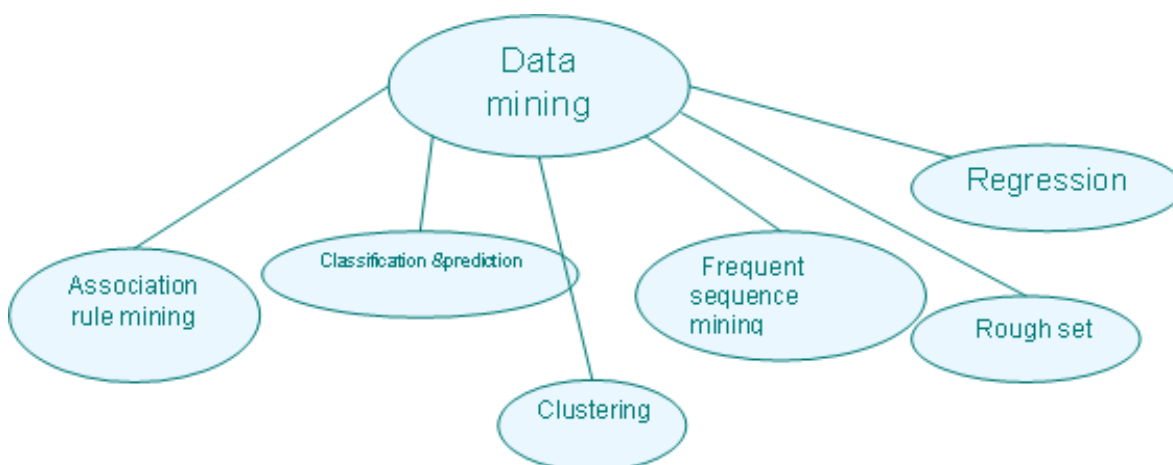 Data
mining
Regression
Classification &prediction
Association
rule mining
Frequent
sequence
mining
Rough set
Clustering